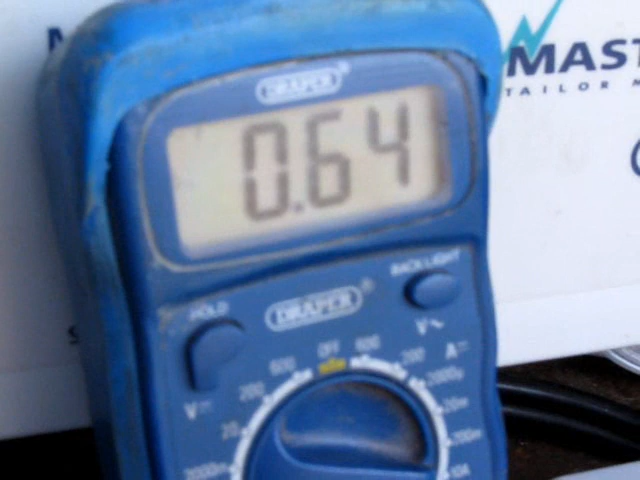 MAST
TAILOR M
DRAPER
0.64
BACK LIGHT
HOLD
DRAPER
V~
OFF
600
600
200
200
A
2000µ
V
20
20m
200m
2000m
10A